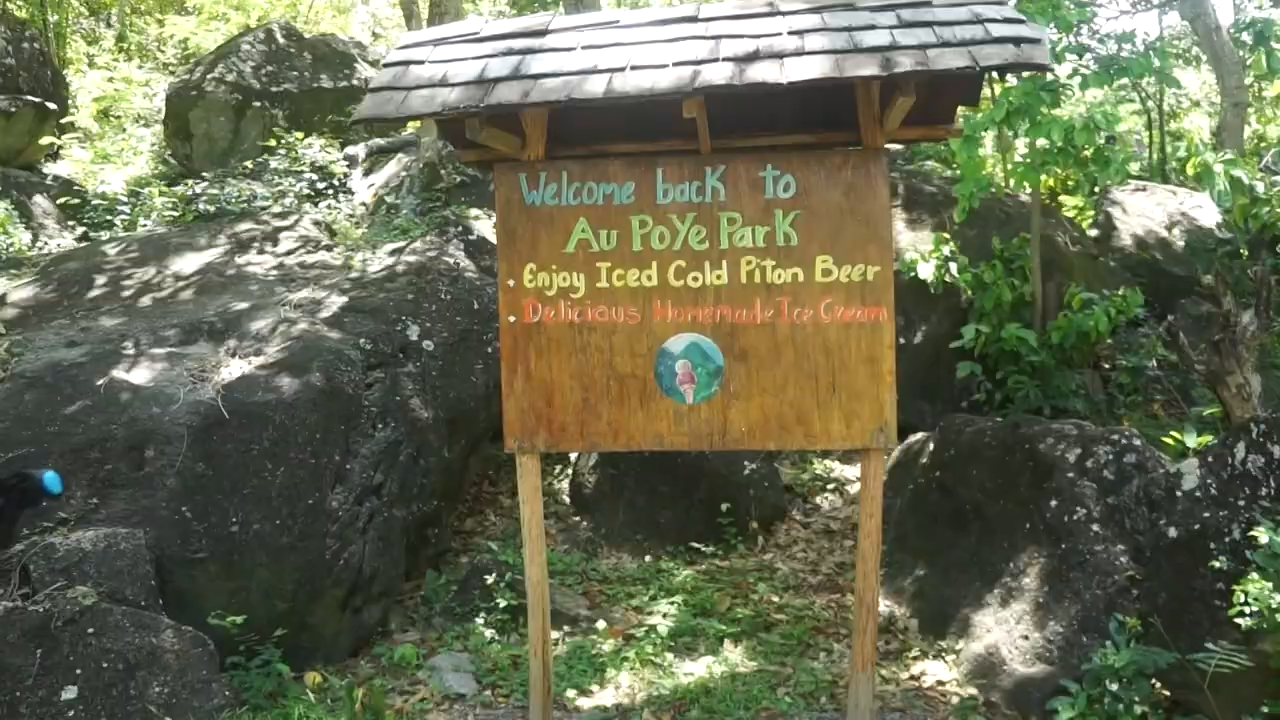 Welcome back to
Au Poye Park
• Enjoy Iced Cold Piton Beer
• Delicious Homemade Ice Cream